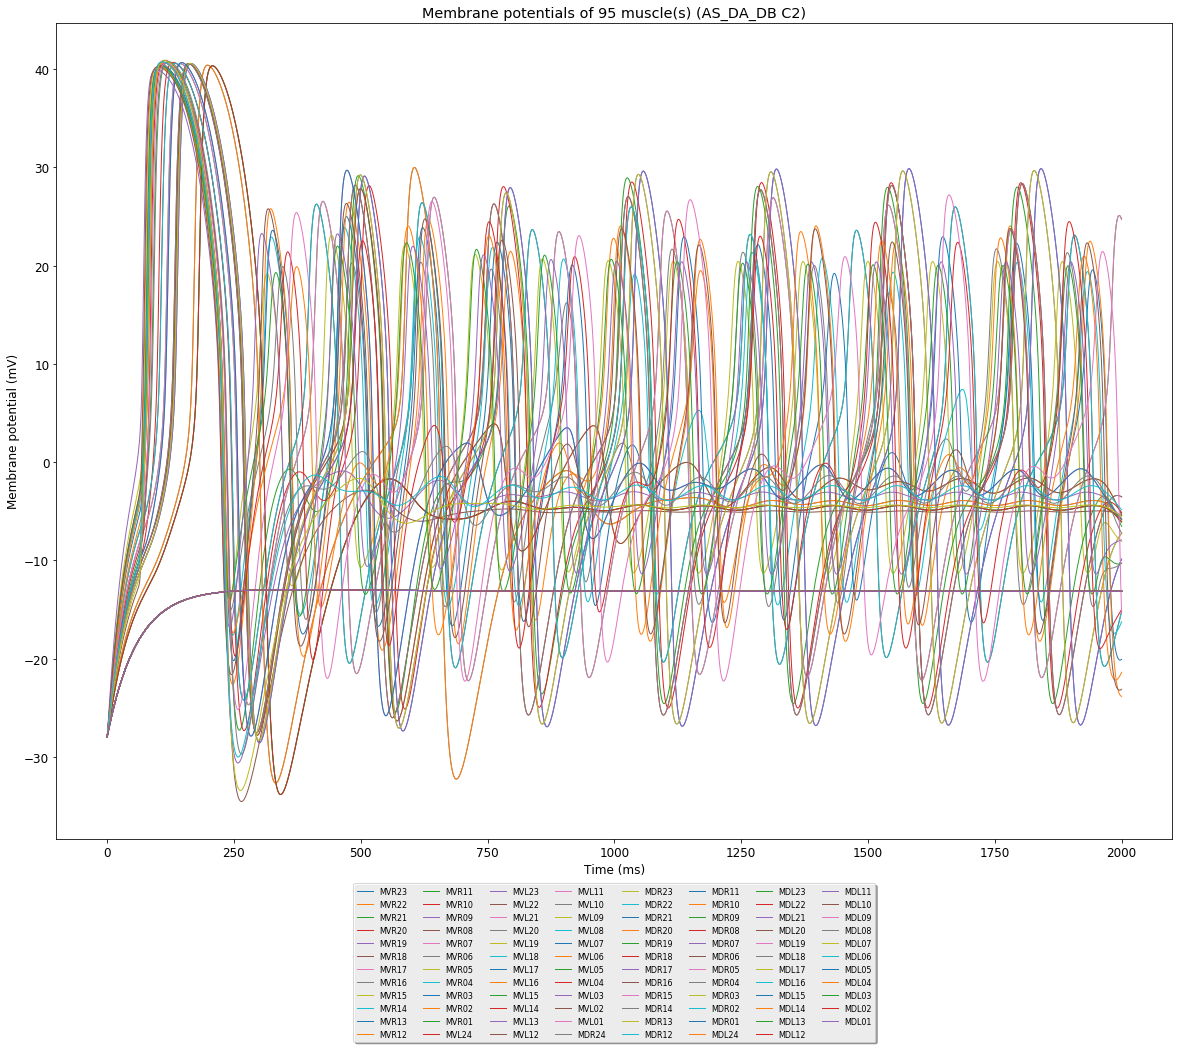 Membrane potentials of 95 muscle(s) (AS_DA_DB C2)
40
30
20
10
0
−10
−20
−30
Membrane potential (mV)
0 250 500 750 1000 1250 1500 1750 2000
Time (ms)
MVR23 MVR11 MVL23 MVL11 MDR23 MDR11 MDL23 MDL11
MVR22 MVR10 MVL22 MVL10 MDR22 MDR10 MDL22 MDL10
MVR21 MVR09 MVL21 MVL09 MDR21 MDR09 MDL21 MDL09
MVR20 MVR08 MVL20 MVL08 MDR20 MDR08 MDL20 MDL08
MVR19 MVR07 MVL19 MVL07 MDR19 MDR07 MDL19 MDL07
MVR18 MVR06 MVL18 MVL06 MDR18 MDR06 MDL18 MDL06
MVR17 MVR05 MVL17 MVL05 MDR17 MDR05 MDL17 MDL05
MVR16 MVR04 MVL16 MVL04 MDR16 MDR04 MDL16 MDL04
MVR15 MVR03 MVL15 MVL03 MDR15 MDR03 MDL15 MDL03
MVR14 MVR02 MVL14 MVL02 MDR14 MDR02 MDL14 MDL02
MVR13 MVR01 MVL13 MVL01 MDR13 MDR01 MDL13 MDL01
MVR12 MVL24 MVL12 MDR24 MDR12 MDL24 MDL12